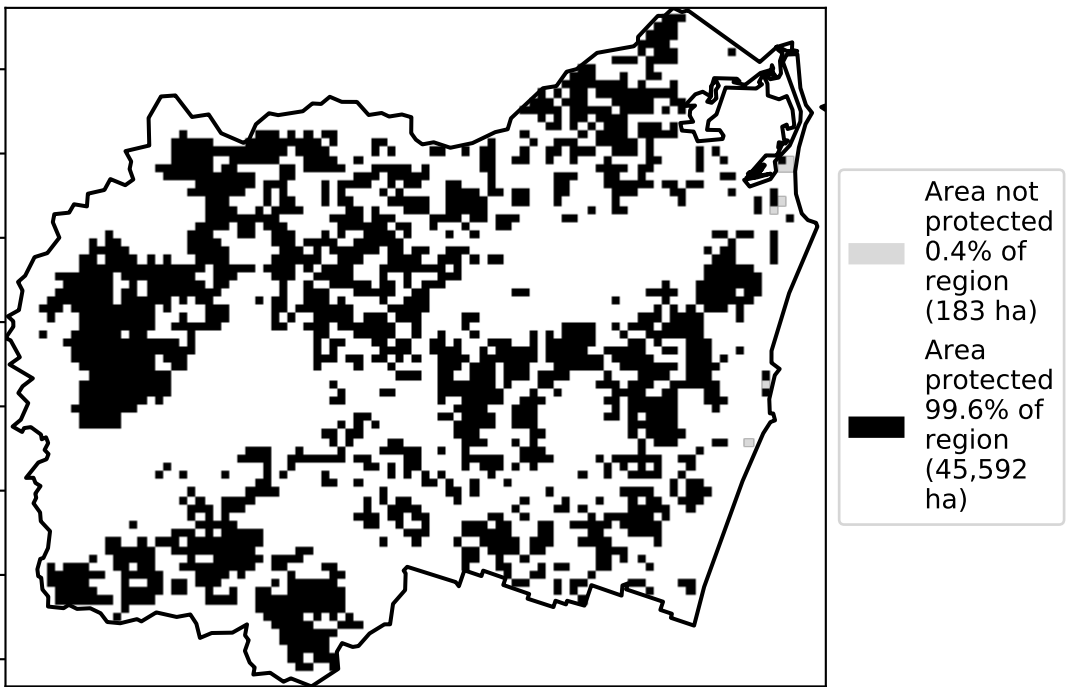 Area not
protected
0.4% of
region
(183 ha)
Area
protected
99.6% of
region
(45,592
ha)